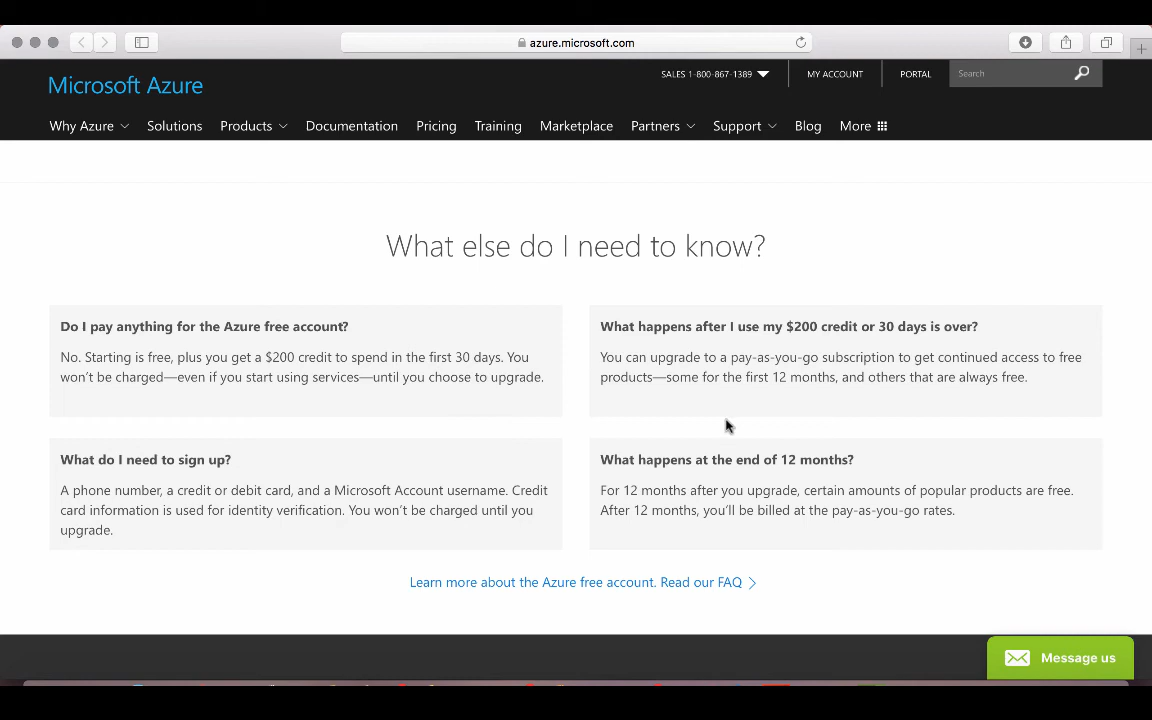 azure.microsoft.com
SALES 1-800-867-1389
MY ACCOUNT
PORTAL
Search
Microsoft Azure
Why Azure
Solutions
Products
Documentation
Pricing
Training
Marketplace
Partners
Support
Blog
More
What else do I need to know?
Do I pay anything for the Azure free account?
No. Starting is free, plus you get a $200 credit to spend in the first 30 days. You
won't be charged—even if you start using services—until you choose to upgrade.
What happens after I use my $200 credit or 30 days is over?
You can upgrade to a pay-as-you-go subscription to get continued access to free
products—some for the first 12 months, and others that are always free.
What do I need to sign up?
A phone number, a credit or debit card, and a Microsoft Account username. Credit
card information is used for identity verification. You won't be charged until you
upgrade.
What happens at the end of 12 months?
For 12 months after you upgrade, certain amounts of popular products are free.
After 12 months, you'll be billed at the pay-as-you-go rates.
Learn more about the Azure free account. Read our FAQ
Message us